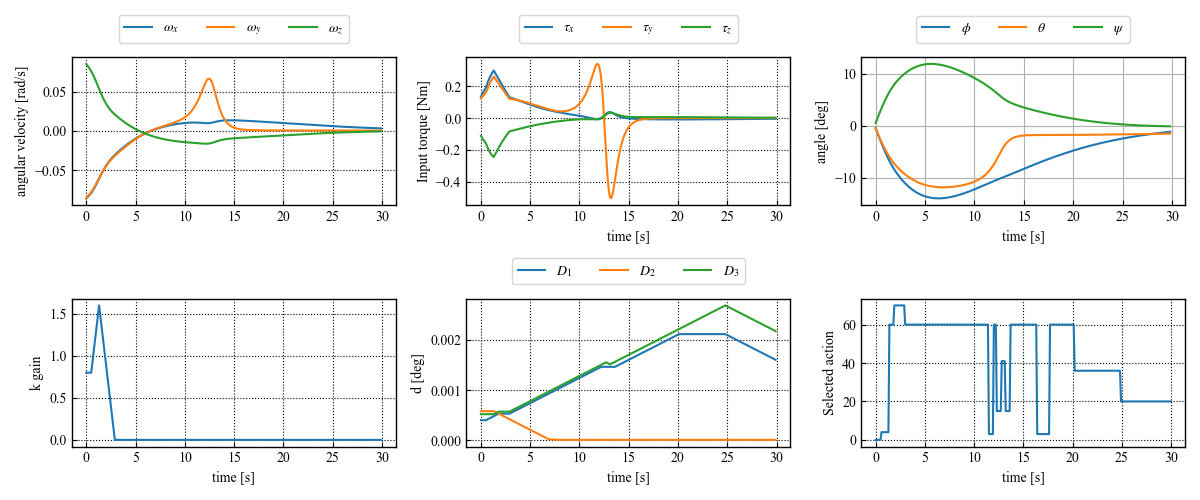 ωx ωy ωz
angular velocity [rad/s]
0.05
0.00
−0.05
0 5 10 15 20 25 30
τx τy τz
Input torque [Nm]
0.2
0.0
−0.2
−0.4
0 5 10 15 20 25 30
time [s]
ϕ θ ψ
angle [deg]
10
0
−10
0 5 10 15 20 25 30
time [s]
k gain
1.5
1.0
0.5
0.0
0 5 10 15 20 25 30
time [s]
D1 D2 D3
d [deg]
0.002
0.001
0.000
0 5 10 15 20 25 30
time [s]
Selected action
60
40
20
0
0 5 10 15 20 25 30
time [s]